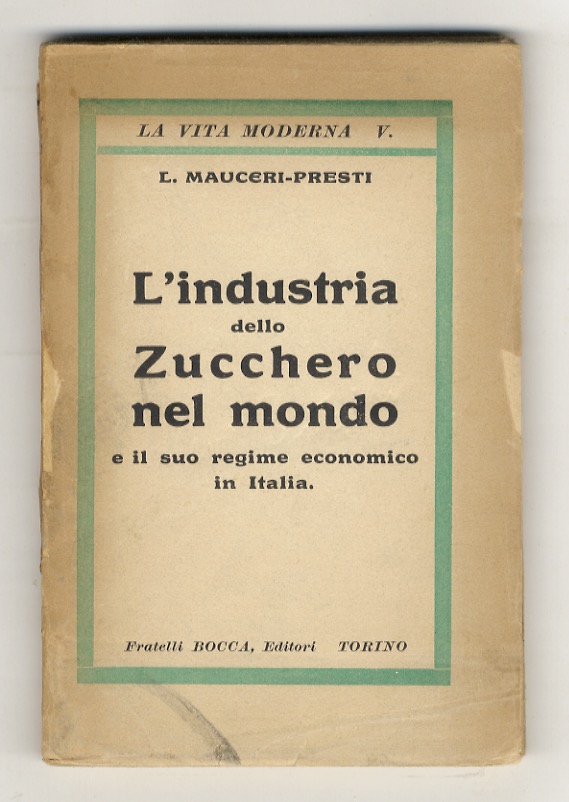 LA VITA MODERNA V.
L. MAUCERI-PRESTI
L'industria
dello
Zucchero
nel mondo
e il suo regime economico
in Italia.
Fratelli BOCCA, Editori TORINO